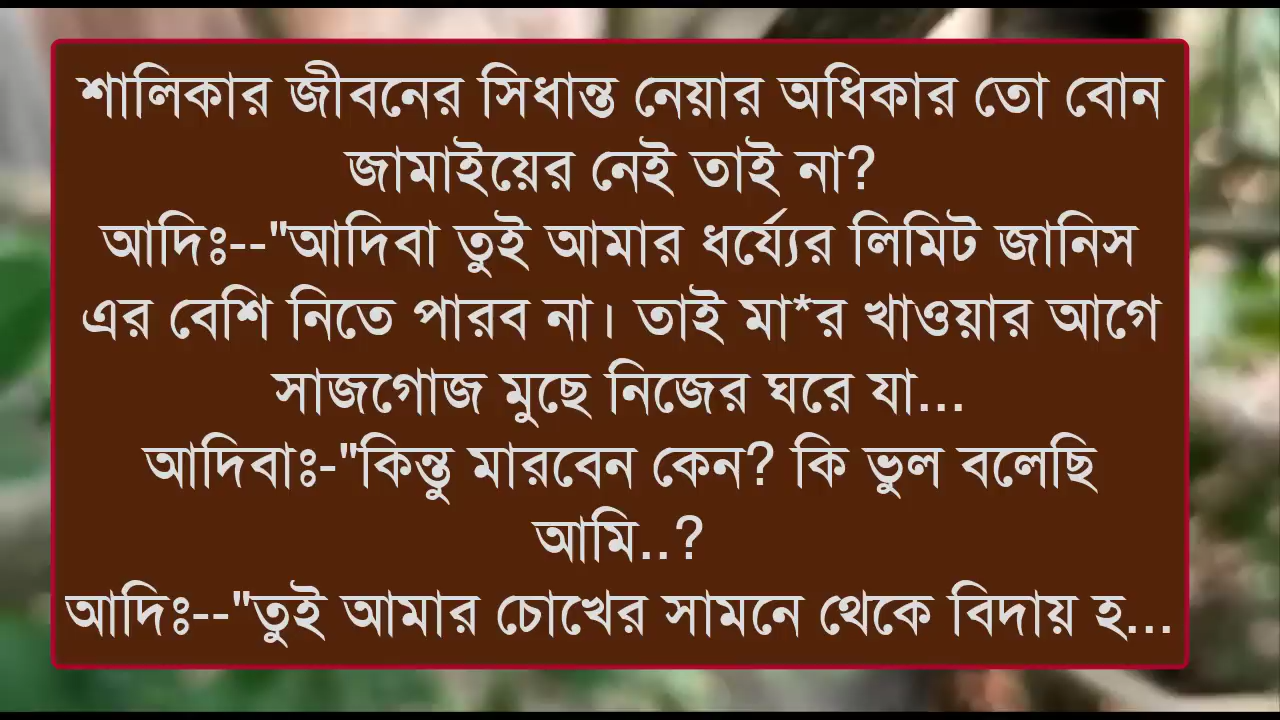 শালিকার জীবনের সিধান্ত নেয়ার অধিকার তো বোন
জামাইয়ের নেই তাই না?
আদিঃ--"আদিবা তুই আমার ধর্য্যের লিমিট জানিস
এর বেশি নিতে পারব না। তাই মা*র খাওয়ার আগে
সাজগোজ মুছে নিজের ঘরে যা...
আদিবাঃ-"কিন্তু মারবেন কেন? কি ভুল বলেছি
আমি..?
আদিঃ--"তুই আমার চোখের সামনে থেকে বিদায় হ...